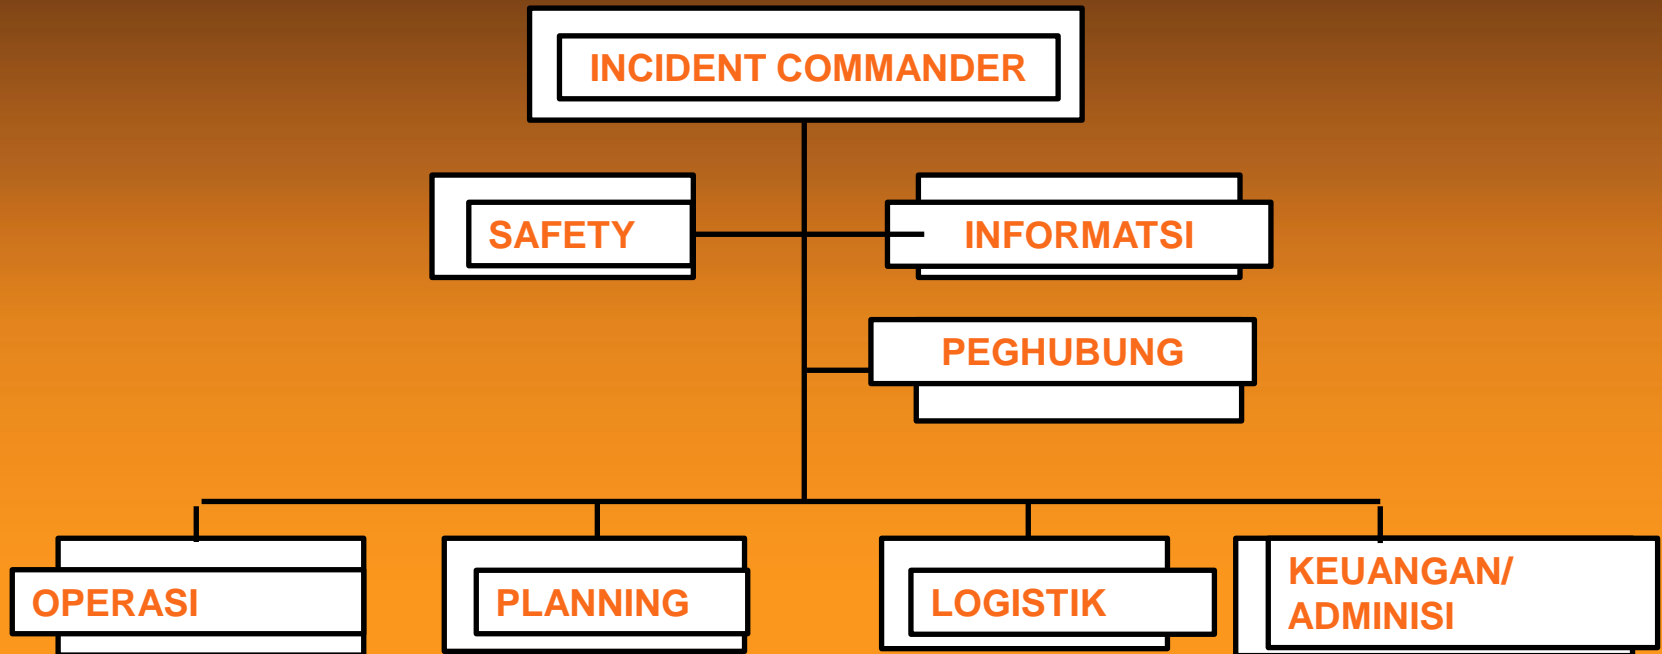 INCIDENT COMMANDER
SAFETY
INFORMATSI
PEGHUBUNG
OPERASI
PLANNING
LOGISTIK
KEUANGAN/
ADMINISI